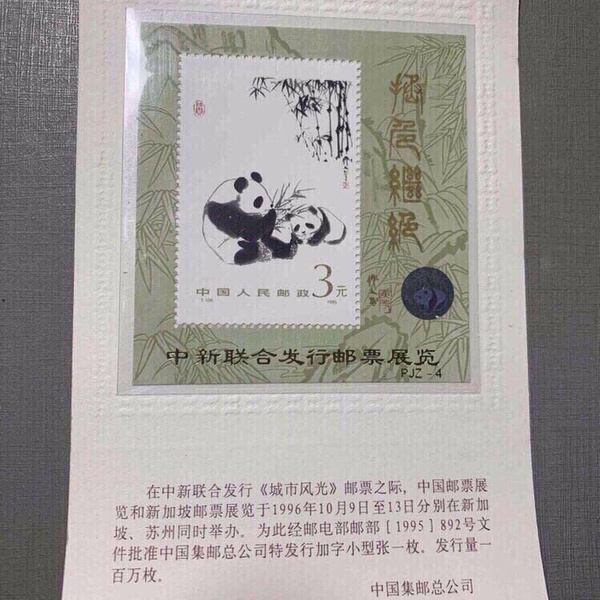 中国人民邮政
3元
T.106
1985
中新联合发行邮票展览
PJZ-4
在中新联合发行《城市风光》邮票之际，中国邮票展
览和新加坡邮票展览于1996年10月9日至13日分别在新加
坡、苏州同时举办。为此经邮电部邮部［1995］892号文
件批准中国集邮总公司特发行加字小型张一枚。发行量一
百万枚。
中国集邮总公司